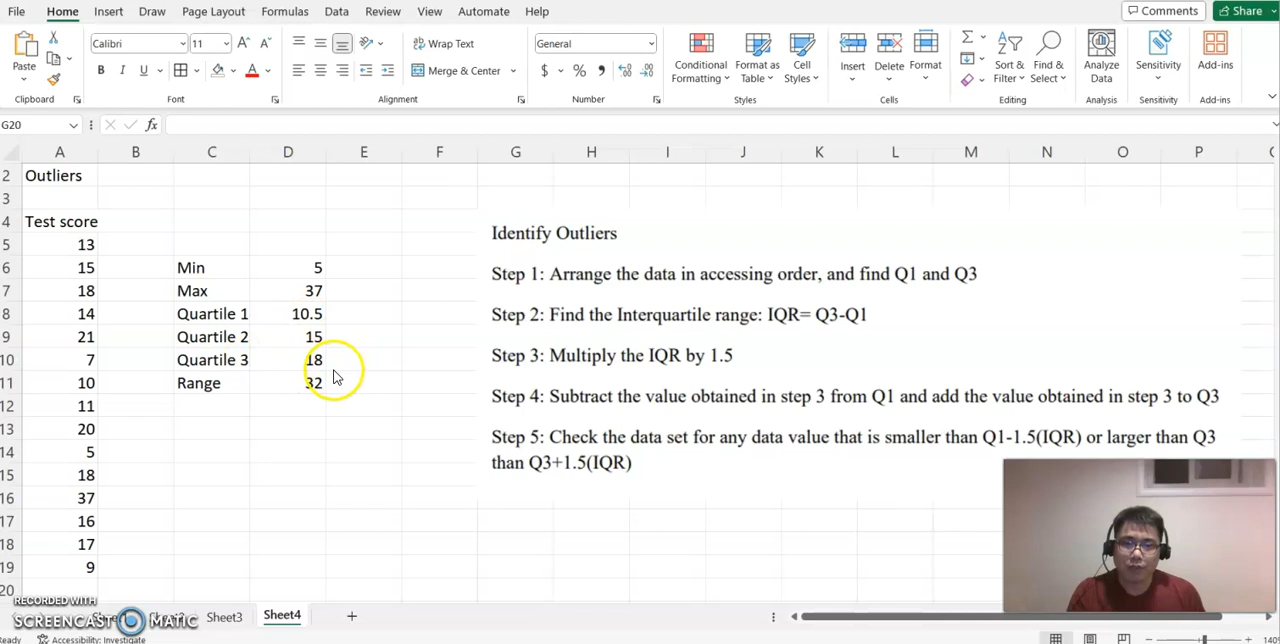 File Home Insert Draw Page Layout Formulas Data Review View Automate Help Comments Share
Calibri 11 Wrap Text General
Paste Merge & Center Conditional Formatting Format as Table Cell Styles Insert Delete Format Sort & Filter Find & Select Analyze Data Sensitivity Add-ins
Clipboard Font Alignment Number Styles Cells Editing Analysis Sensitivity Add-ins
G20 fx
A B C D E F G H I J K L M N O P
2 Outliers
3
4 Test score
5 13
6 15 Min 5
7 18 Max 37
8 14 Quartile 1 10.5
9 21 Quartile 2 15
10 7 Quartile 3 18
11 10 Range 32
12 11
13 20
14 5
15 18
16 37
17 16
18 17
19 9
20
Identify Outliers
Step 1: Arrange the data in accessing order, and find Q1 and Q3
Step 2: Find the Interquartile range: IQR= Q3-Q1
Step 3: Multiply the IQR by 1.5
Step 4: Subtract the value obtained in step 3 from Q1 and add the value obtained in step 3 to Q3
Step 5: Check the data set for any data value that is smaller than Q1-1.5(IQR) or larger than Q3
than Q3+1.5(IQR)
RECORDED WITH
SCREENCAST MATIC
Sheet3 Sheet4
Ready Accessibility: Investigate 140%